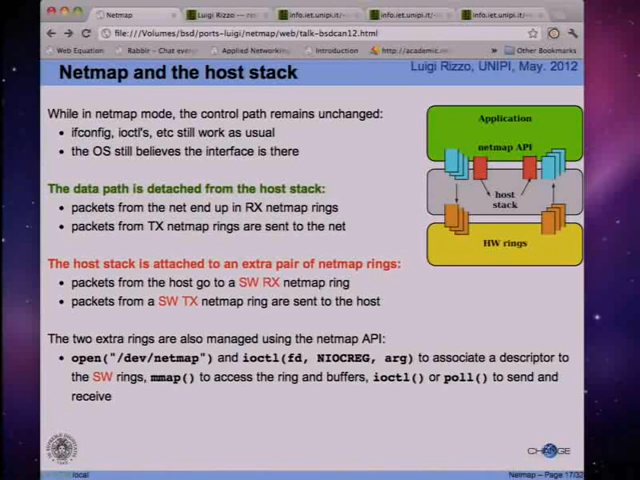 Netmap
Luigi Rizzo —
info.iet.unipi.it/~
info.iet.unipi.it/~
info.iet.unipi.it/~
file:///Volumes/bsd/ports-luigi/netmap/web/talk-bsdcan12.html
Web Equation
Rabbir - Chat ever
Applied Networking
Introduction
http://academic.
»
Other Bookmarks
Netmap and the host stack
Luigi Rizzo, UNIPI, May. 2012
While in netmap mode, the control path remains unchanged:
• ifconfig, ioctl's, etc still work as usual
• the OS still believes the interface is there
The data path is detached from the host stack:
• packets from the net end up in RX netmap rings
• packets from TX netmap rings are sent to the net
The host stack is attached to an extra pair of netmap rings:
• packets from the host go to a SW RX netmap ring
• packets from a SW TX netmap ring are sent to the host
The two extra rings are also managed using the netmap API:
• open("/dev/netmap") and ioctl(fd, NIOCREG, arg) to associate a descriptor to
the SW rings, mmap() to access the ring and buffers, ioctl() or poll() to send and
receive
Application
netmap API
host
stack
HW rings
CHANGE
local
Netmap – Page 17/32